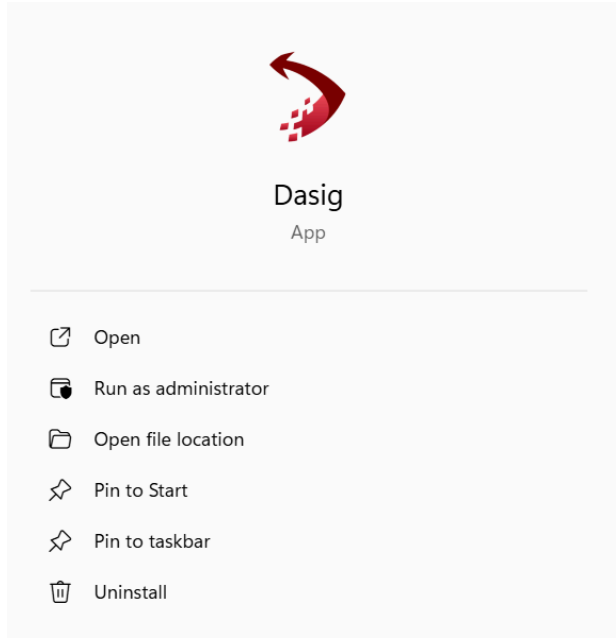 Dasig
App
Open
Run as administrator
Open file location
Pin to Start
Pin to taskbar
Uninstall